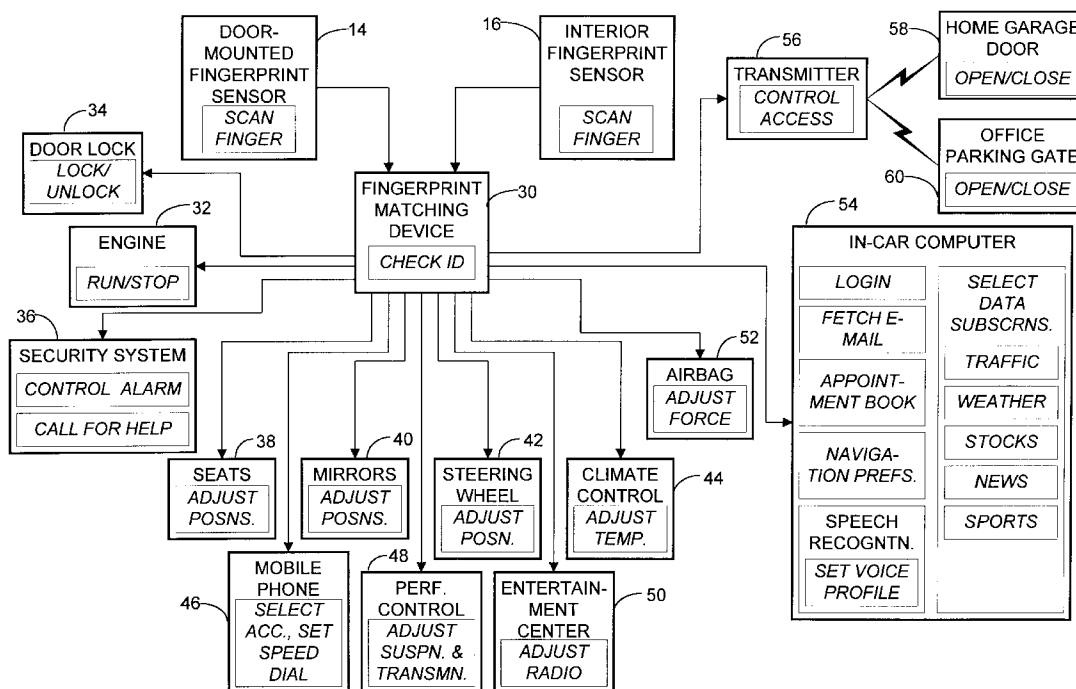 14
DOOR-
MOUNTED
FINGERPRINT
SENSOR
SCAN
FINGER
16
INTERIOR
FINGERPRINT
SENSOR
SCAN
FINGER
56
TRANSMITTER
CONTROL
ACCESS
58
HOME GARAGE
DOOR
OPEN/CLOSE
OFFICE
PARKING GATE
60
OPEN/CLOSE
34
DOOR LOCK
LOCK/
UNLOCK
FINGERPRINT
MATCHING
DEVICE
30
CHECK ID
32
ENGINE
RUN/STOP
36
SECURITY SYSTEM
CONTROL ALARM
CALL FOR HELP
38
SEATS
ADJUST
POSNS.
40
MIRRORS
ADJUST
POSNS.
42
STEERING
WHEEL
ADJUST
POSN.
CLIMATE
CONTROL
44
ADJUST
TEMP.
52
AIRBAG
ADJUST
FORCE
MOBILE
PHONE
46
SELECT
ACC., SET
SPEED
DIAL
48
PERF.
CONTROL
ADJUST
SUSPN. &
TRANSMN.
ENTERTAIN-
MENT
CENTER
50
ADJUST
RADIO
54
IN-CAR COMPUTER
LOGIN
FETCH E-
MAIL
APPOINT-
MENT BOOK
NAVIGA-
TION PREFS.
SPEECH
RECOGNTN.
SET VOICE
PROFILE
SELECT
DATA
SUBSCRNS.
TRAFFIC
WEATHER
STOCKS
NEWS
SPORTS